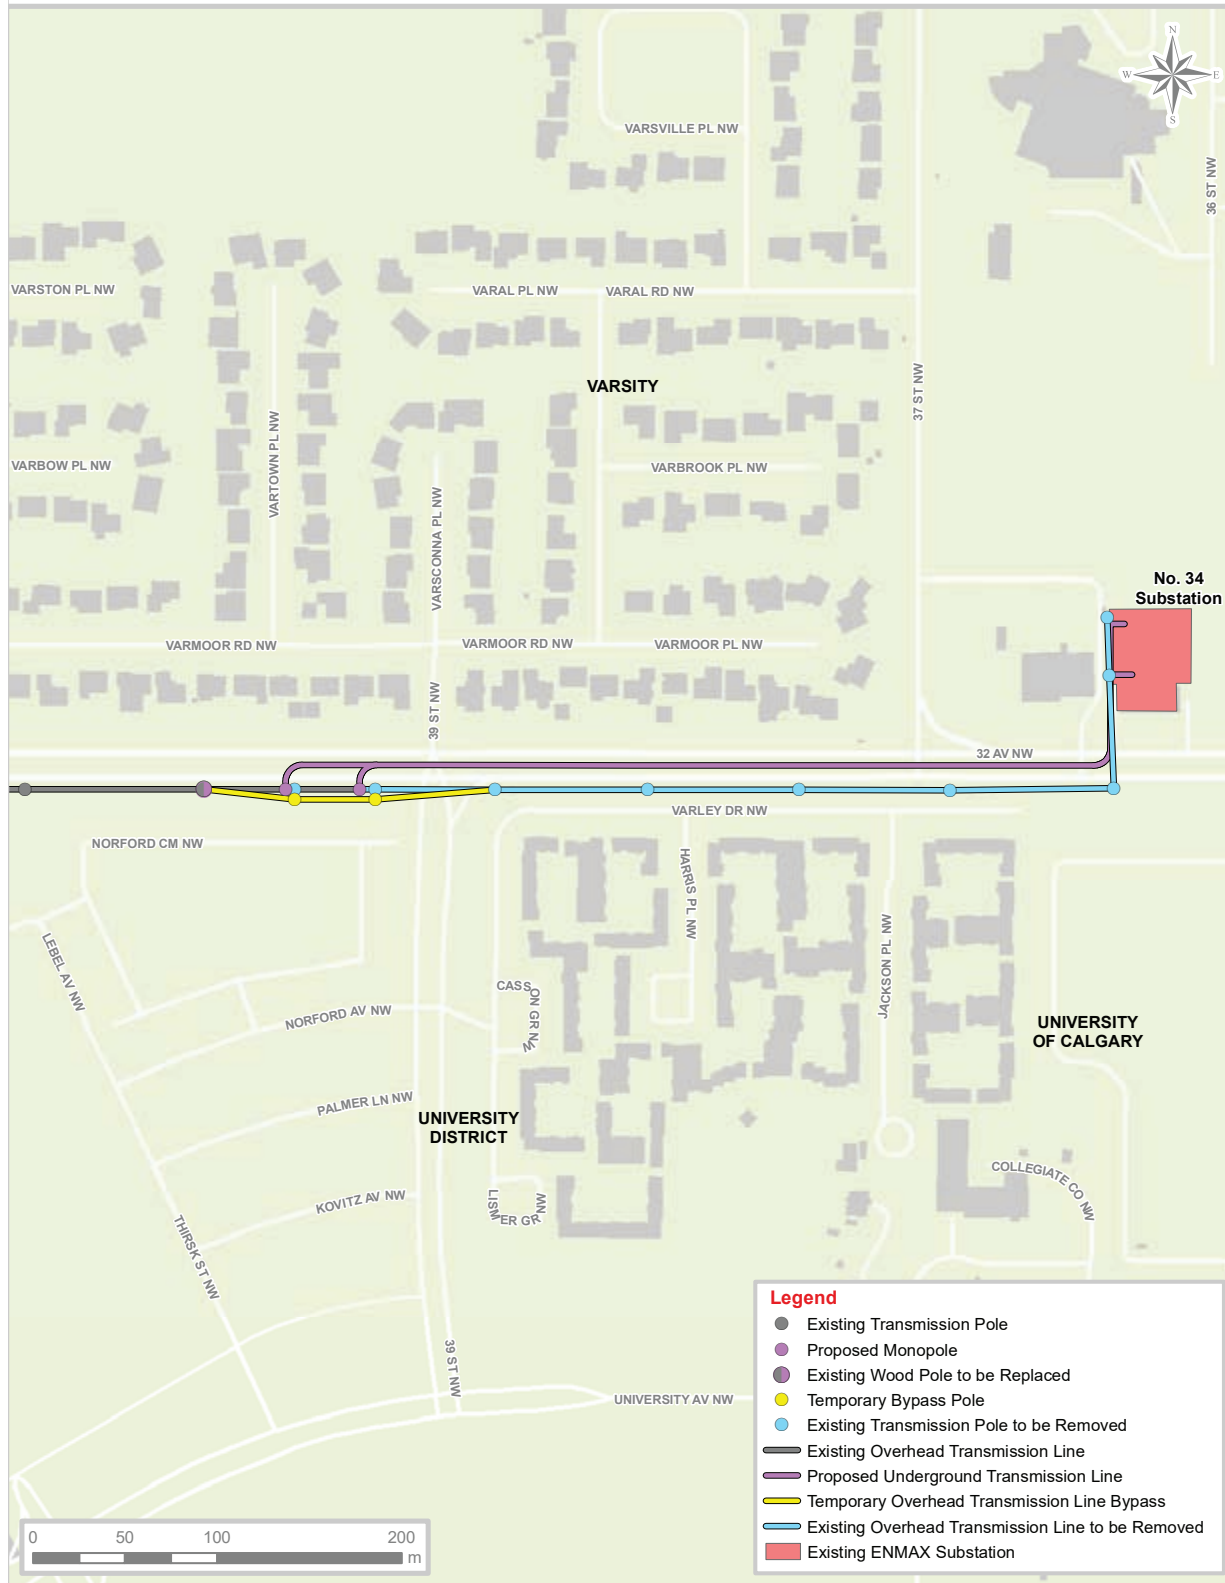 N
W E
S
VARSVILLE PL NW
36 ST NW
VARSTON PL NW
VARAL PL NW
VARAL RD NW
VARSITY
37 ST NW
VARTOWN PL NW
VARBOW PL NW
VARBROOK PL NW
VARSCONNA PL NW
No. 34
Substation
VARMOOR RD NW
VARMOOR RD NW
VARMOOR PL NW
39 ST NW
32 AV NW
VARLEY DR NW
NORFORD CM NW
HARRIS PL NW
JACKSON PL NW
LEBEL AV NW
CASSON GR NW
NORFORD AV NW
UNIVERSITY
OF CALGARY
PALMER LN NW
UNIVERSITY
DISTRICT
COLLEGIATE CO NW
KOVITZ AV NW
LISMER GR NW
THIRSK ST NW
39 ST NW
UNIVERSITY AV NW
Legend
Existing Transmission Pole
Proposed Monopole
Existing Wood Pole to be Replaced
Temporary Bypass Pole
Existing Transmission Pole to be Removed
Existing Overhead Transmission Line
Proposed Underground Transmission Line
Temporary Overhead Transmission Line Bypass
Existing Overhead Transmission Line to be Removed
Existing ENMAX Substation
0 50 100 200
m